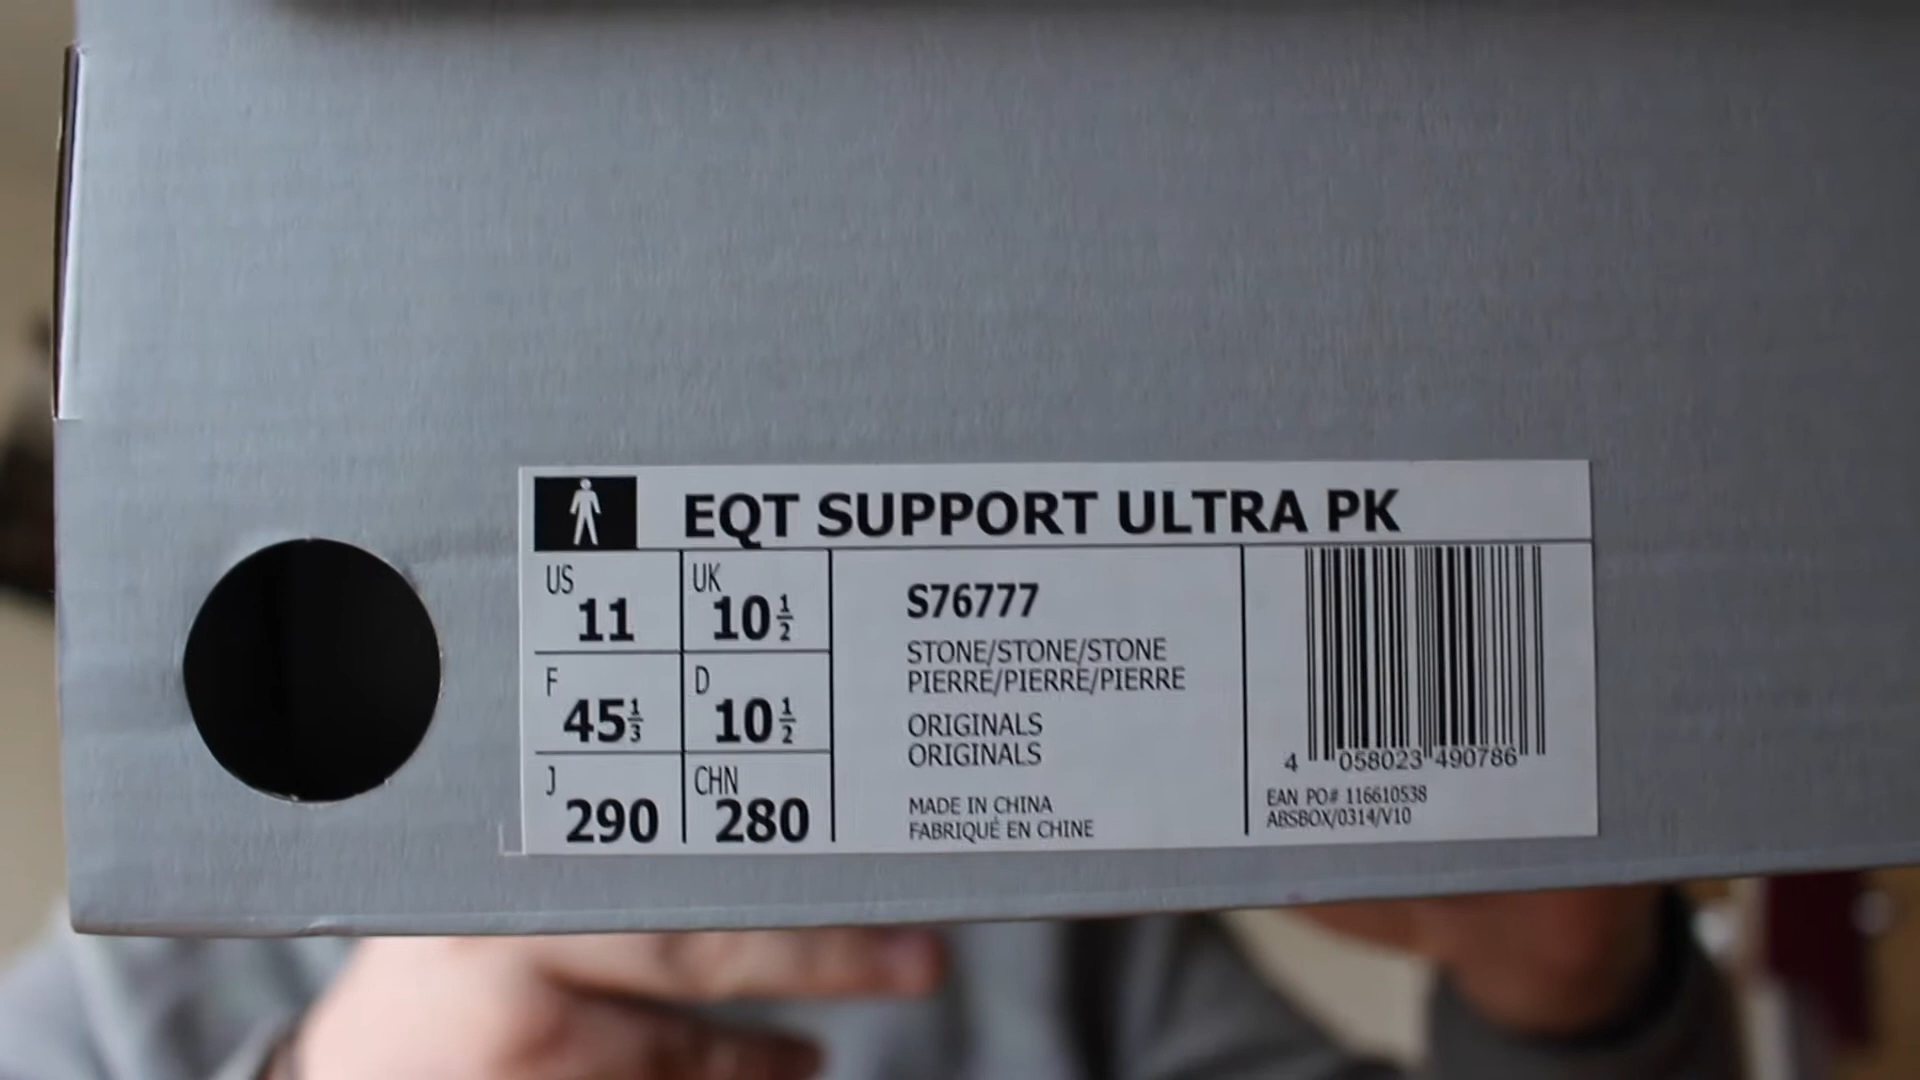 EQT SUPPORT ULTRA PK
US 11
UK 10 1/2
F 45 1/3
D 10 1/2
J 290
CHN 280
S76777
STONE/STONE/STONE
PIERRE/PIERRE/PIERRE
ORIGINALS
ORIGINALS
MADE IN CHINA
FABRIQUÉ EN CHINE
4 058023 490786
EAN PO# 116610538
ABSBOX/0314/V10